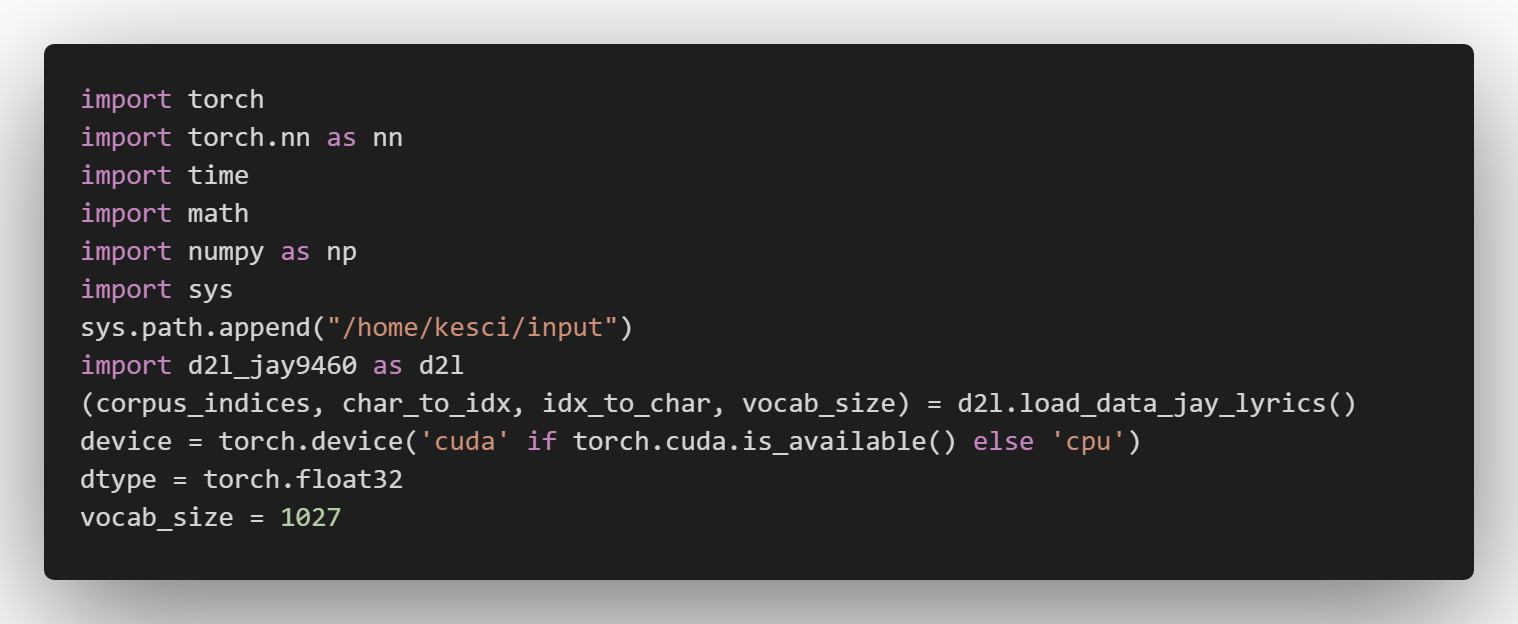 import torch
import torch.nn as nn
import time
import math
import numpy as np
import sys
sys.path.append("/home/kesci/input")
import d2l_jay9460 as d2l
(corpus_indices, char_to_idx, idx_to_char, vocab_size) = d2l.load_data_jay_lyrics()
device = torch.device('cuda' if torch.cuda.is_available() else 'cpu')
dtype = torch.float32
vocab_size = 1027